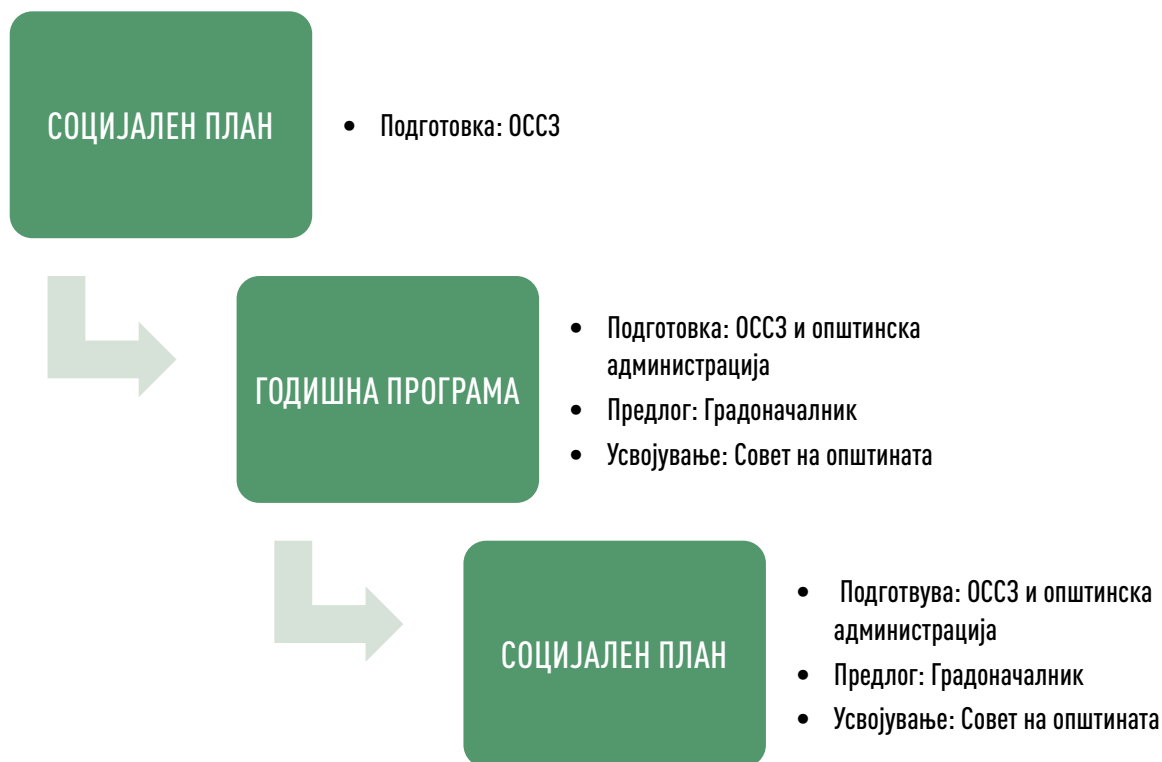 СОЦИЈАЛЕН ПЛАН
• Подготовка: ОССЗ
ГОДИШНА ПРОГРАМА
• Подготовка: ОССЗ и општинска
администрација
• Предлог: Градоначалник
• Усвојување: Совет на општината
СОЦИЈАЛЕН ПЛАН
• Подготвува: ОССЗ и општинска
администрација
• Предлог: Градоначалник
• Усвојување: Совет на општината